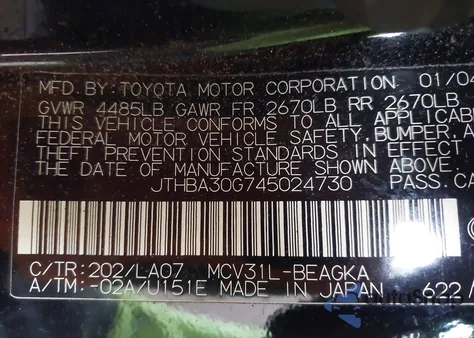 MFD.BY:TOYOTA MOTOR CORPORATION 01/0
GVWR 4485LB GAWR FR 2670LB RR 2670LB
THIS VEHICLE CONFORMS TO ALL APPLICABL
FEDERAL MOTOR VEHICLE SAFETY,BUMPER,A
THEFT PREVENTION STANDARDS IN EFFECT
THE DATE OF MANUFACTURE SHOWN ABOVE.
JTHBA30G745024730 PASS.CA
C/TR:202/LA07 MCV31L-BEAGKA
A/TM:-02A/U151E MADE IN JAPAN 622/